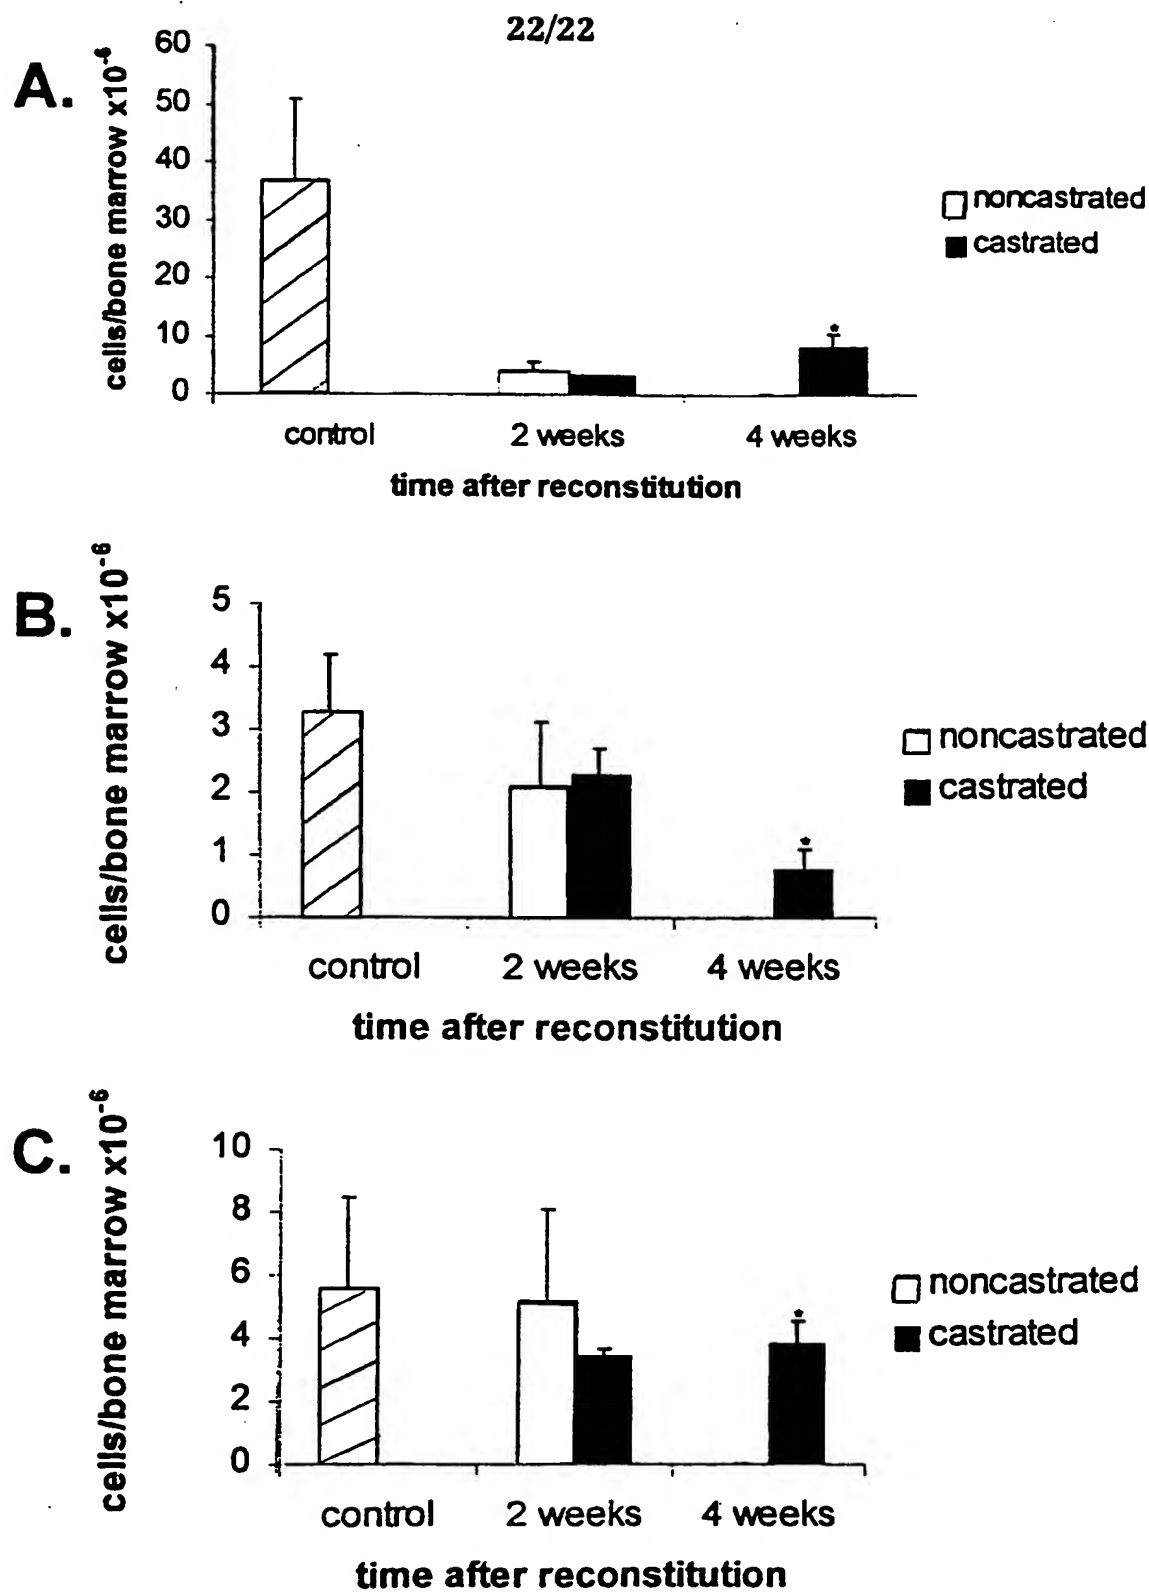 22/22
A.
cells/bone marrow x10⁻⁶
60
50
40
30
20
10
0
*
control
2 weeks
4 weeks
time after reconstitution
noncastrated
castrated
B.
cells/bone marrow x10⁻⁶
5
4
3
2
1
0
*
control
2 weeks
4 weeks
time after reconstitution
noncastrated
castrated
C.
cells/bone marrow x10⁻⁶
10
8
6
4
2
0
*
control
2 weeks
4 weeks
time after reconstitution
noncastrated
castrated